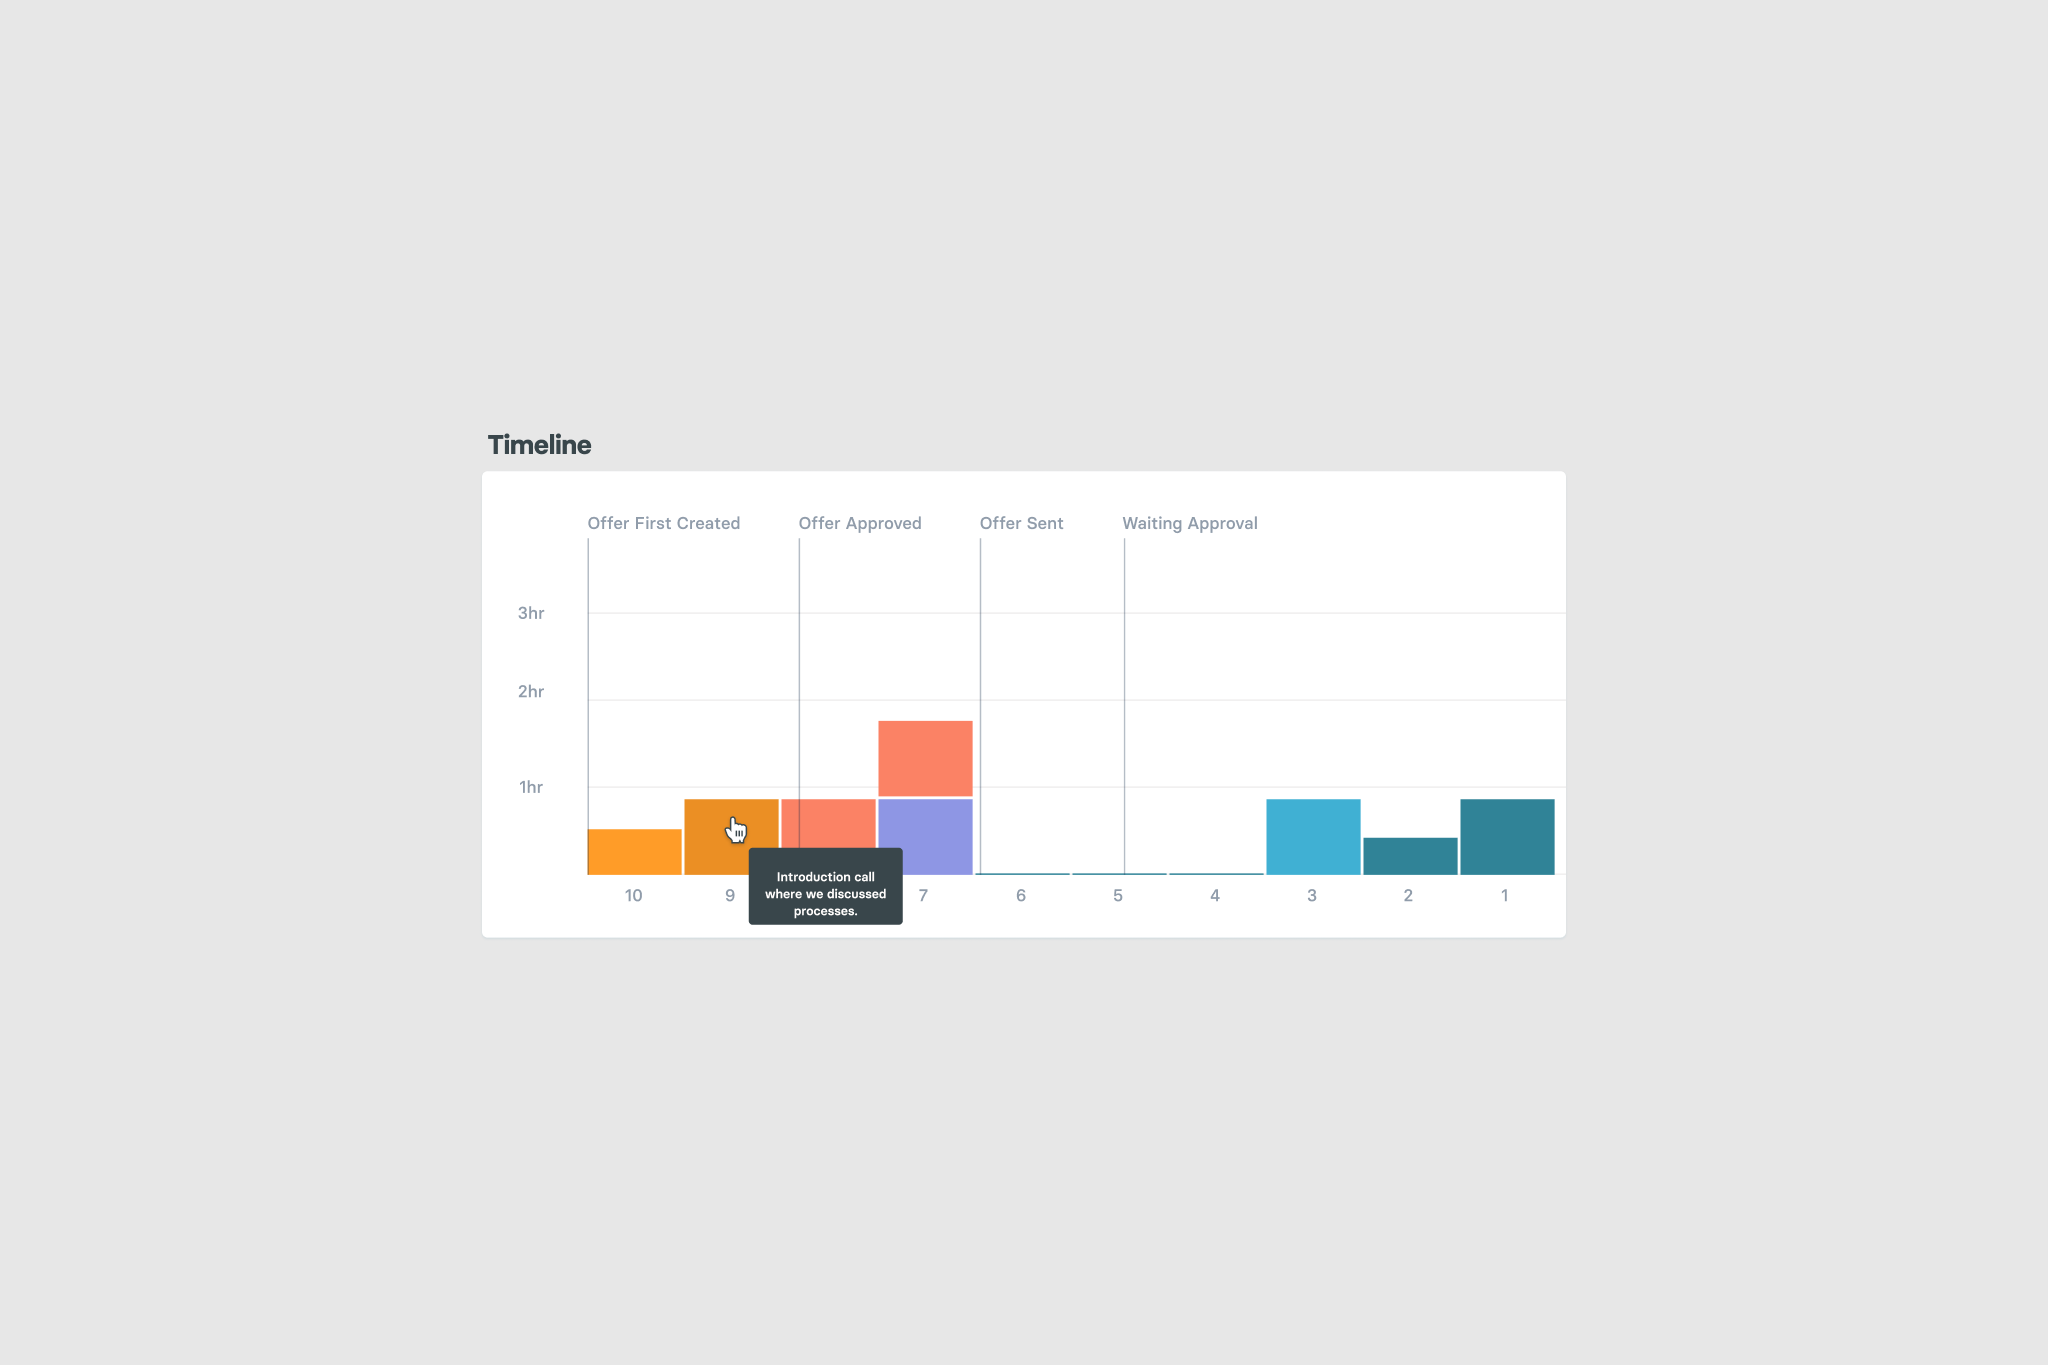 Timeline
Offer First Created
Offer Approved
Offer Sent
Waiting Approval
3hr
2hr
1hr
Introduction call
where we discussed
processes.
10
9
7
6
5
4
3
2
1